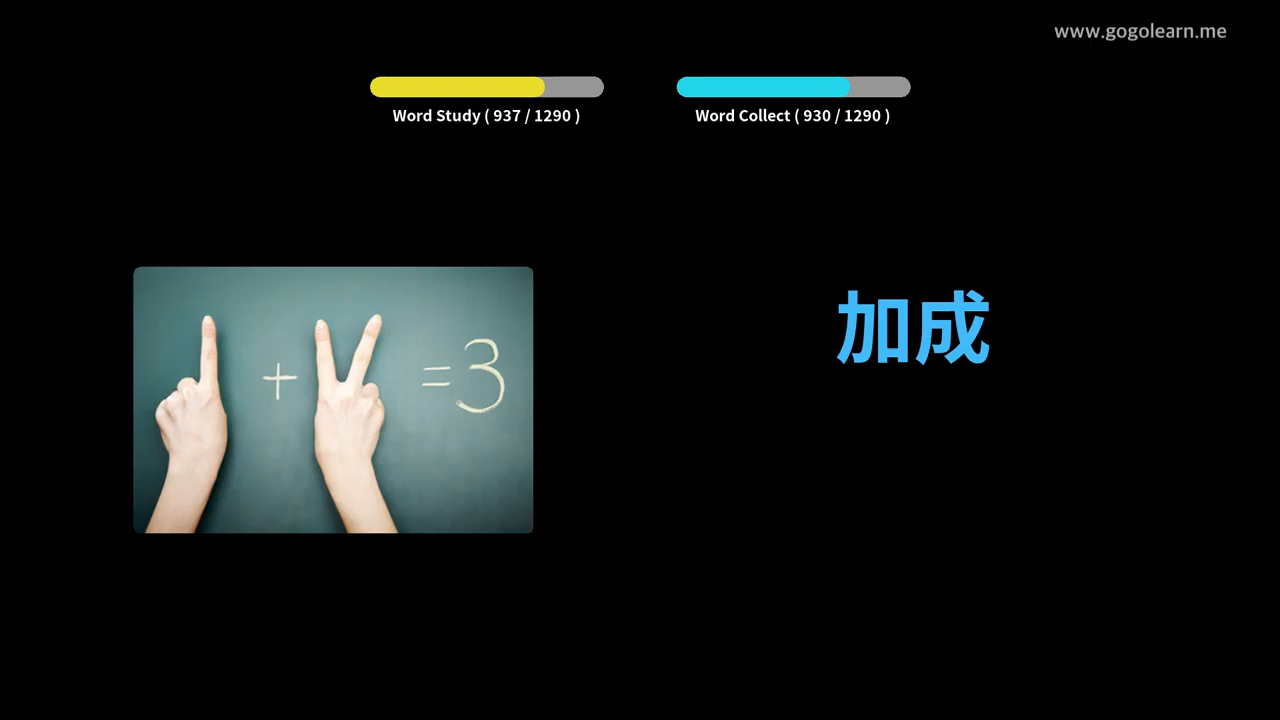 www.gogolearn.me
Word Study ( 937 / 1290 )
Word Collect ( 930 / 1290 )
+ = 3
加成